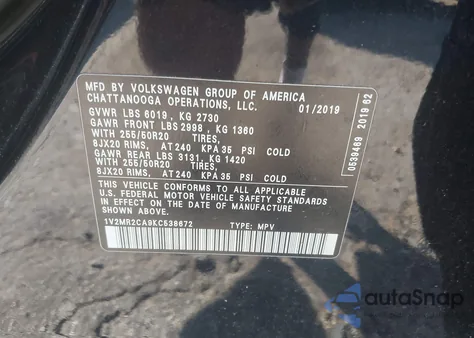 MFD BY VOLKSWAGEN GROUP OF AMERICA
CHATTANOOGA OPERATIONS, LLC. 01/2019
GVWR LBS 6019 , KG 2730
GAWR FRONT LBS 2998 , KG 1360
WITH 255/50R20 TIRES,
8JX20 RIMS, AT 240 KPA 35 PSI COLD
GAWR REAR LBS 3131, KG 1420
WITH 255/50R20 TIRES,
8JX20 RIMS, AT 240 KPA 35 PSI COLD
THIS VEHICLE CONFORMS TO ALL APPLICABLE
U.S. FEDERAL MOTOR VEHICLE SAFETY STANDARDS
IN EFFECT ON THE DATE OF MANUFACTURE
SHOWN ABOVE.
1V2MR2CA9KC538672 TYPE: MPV
0539469 2019 62
autoSnap